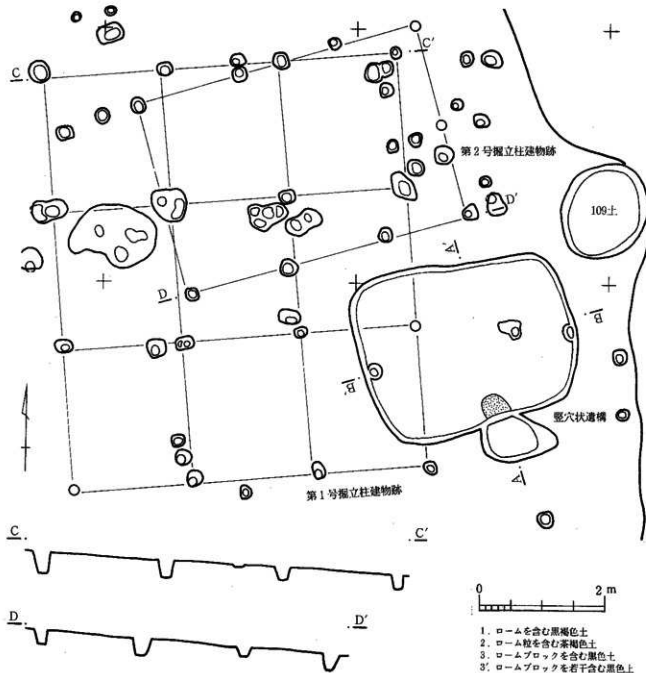 C
C'
第2号掘立柱建物跡
D'
109土
A
B
D
B'
竪穴状遺構
A'
第1号掘立柱建物跡
C
C'
D
D'
0
2 m
1. ロームを含む黒褐色土
2. ローム粒を含む茶褐色土
3. ロームブロックを含む黒色土
3'. ロームブロックを若干含む黒色土